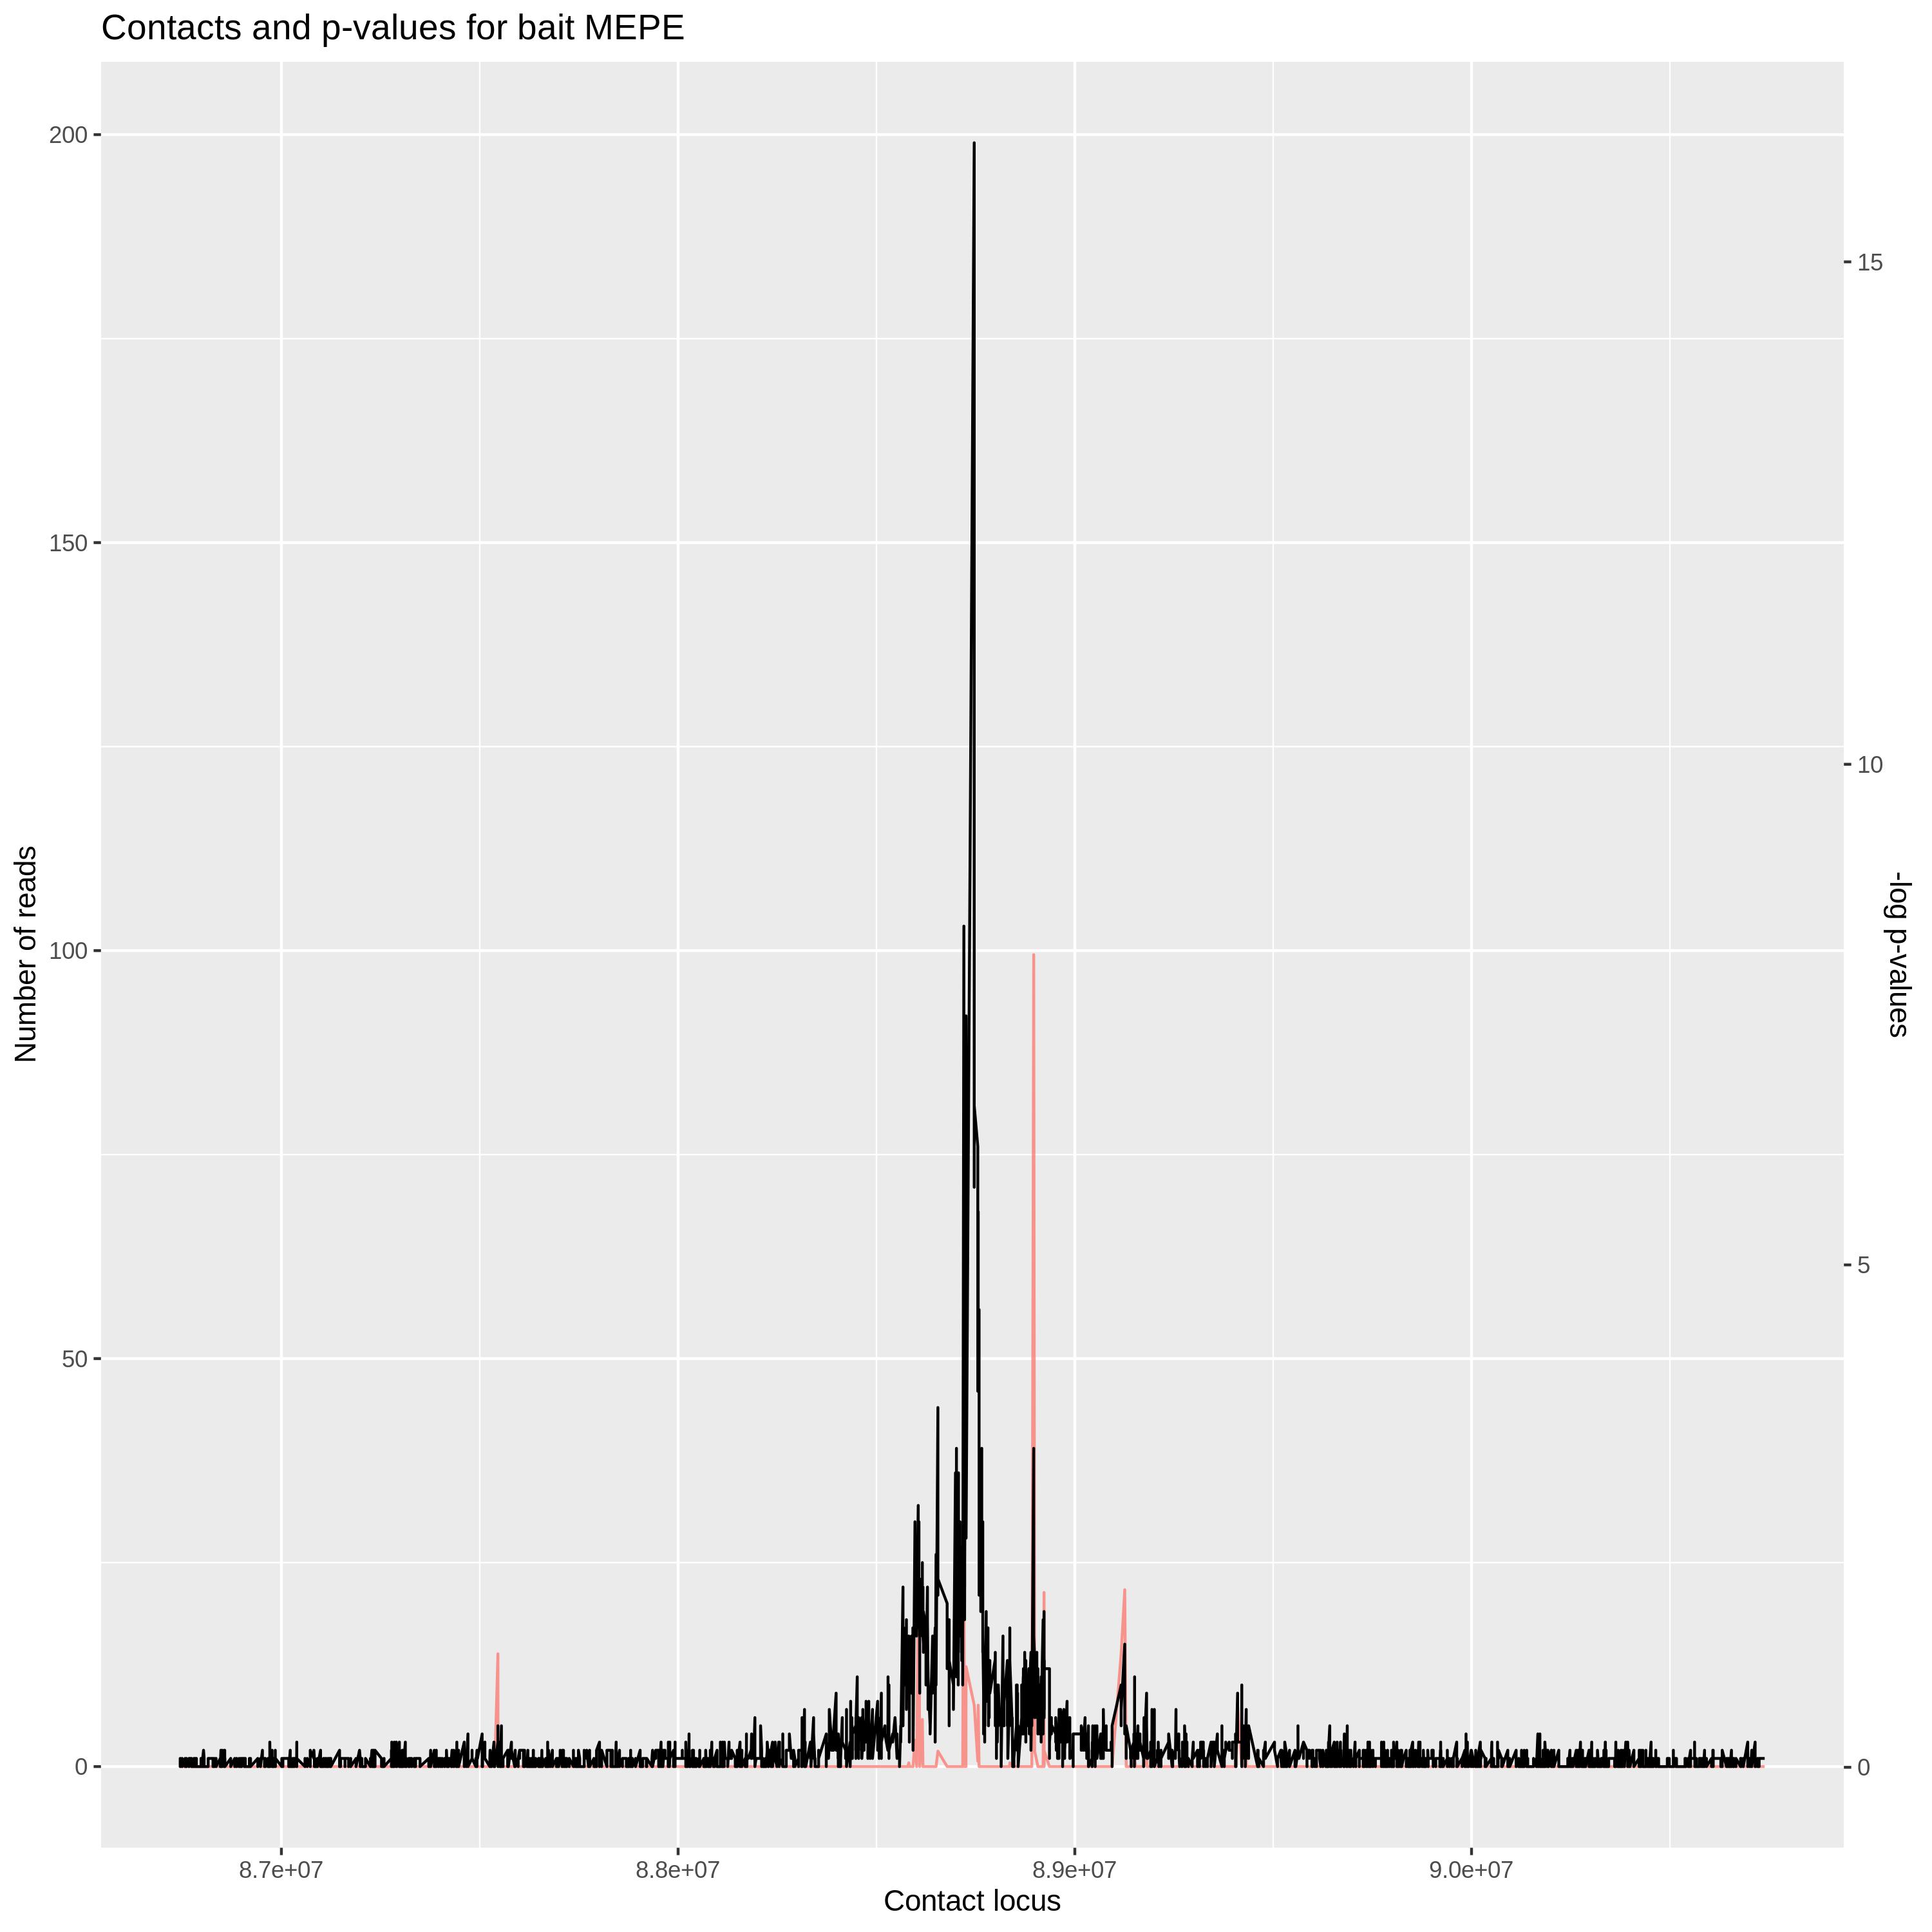 Contacts and p-values for bait MEPE
200
150
100
50
0
Number of reads
15
10
5
0
-log p-values
8.7e+07
8.8e+07
8.9e+07
9.0e+07
Contact locus